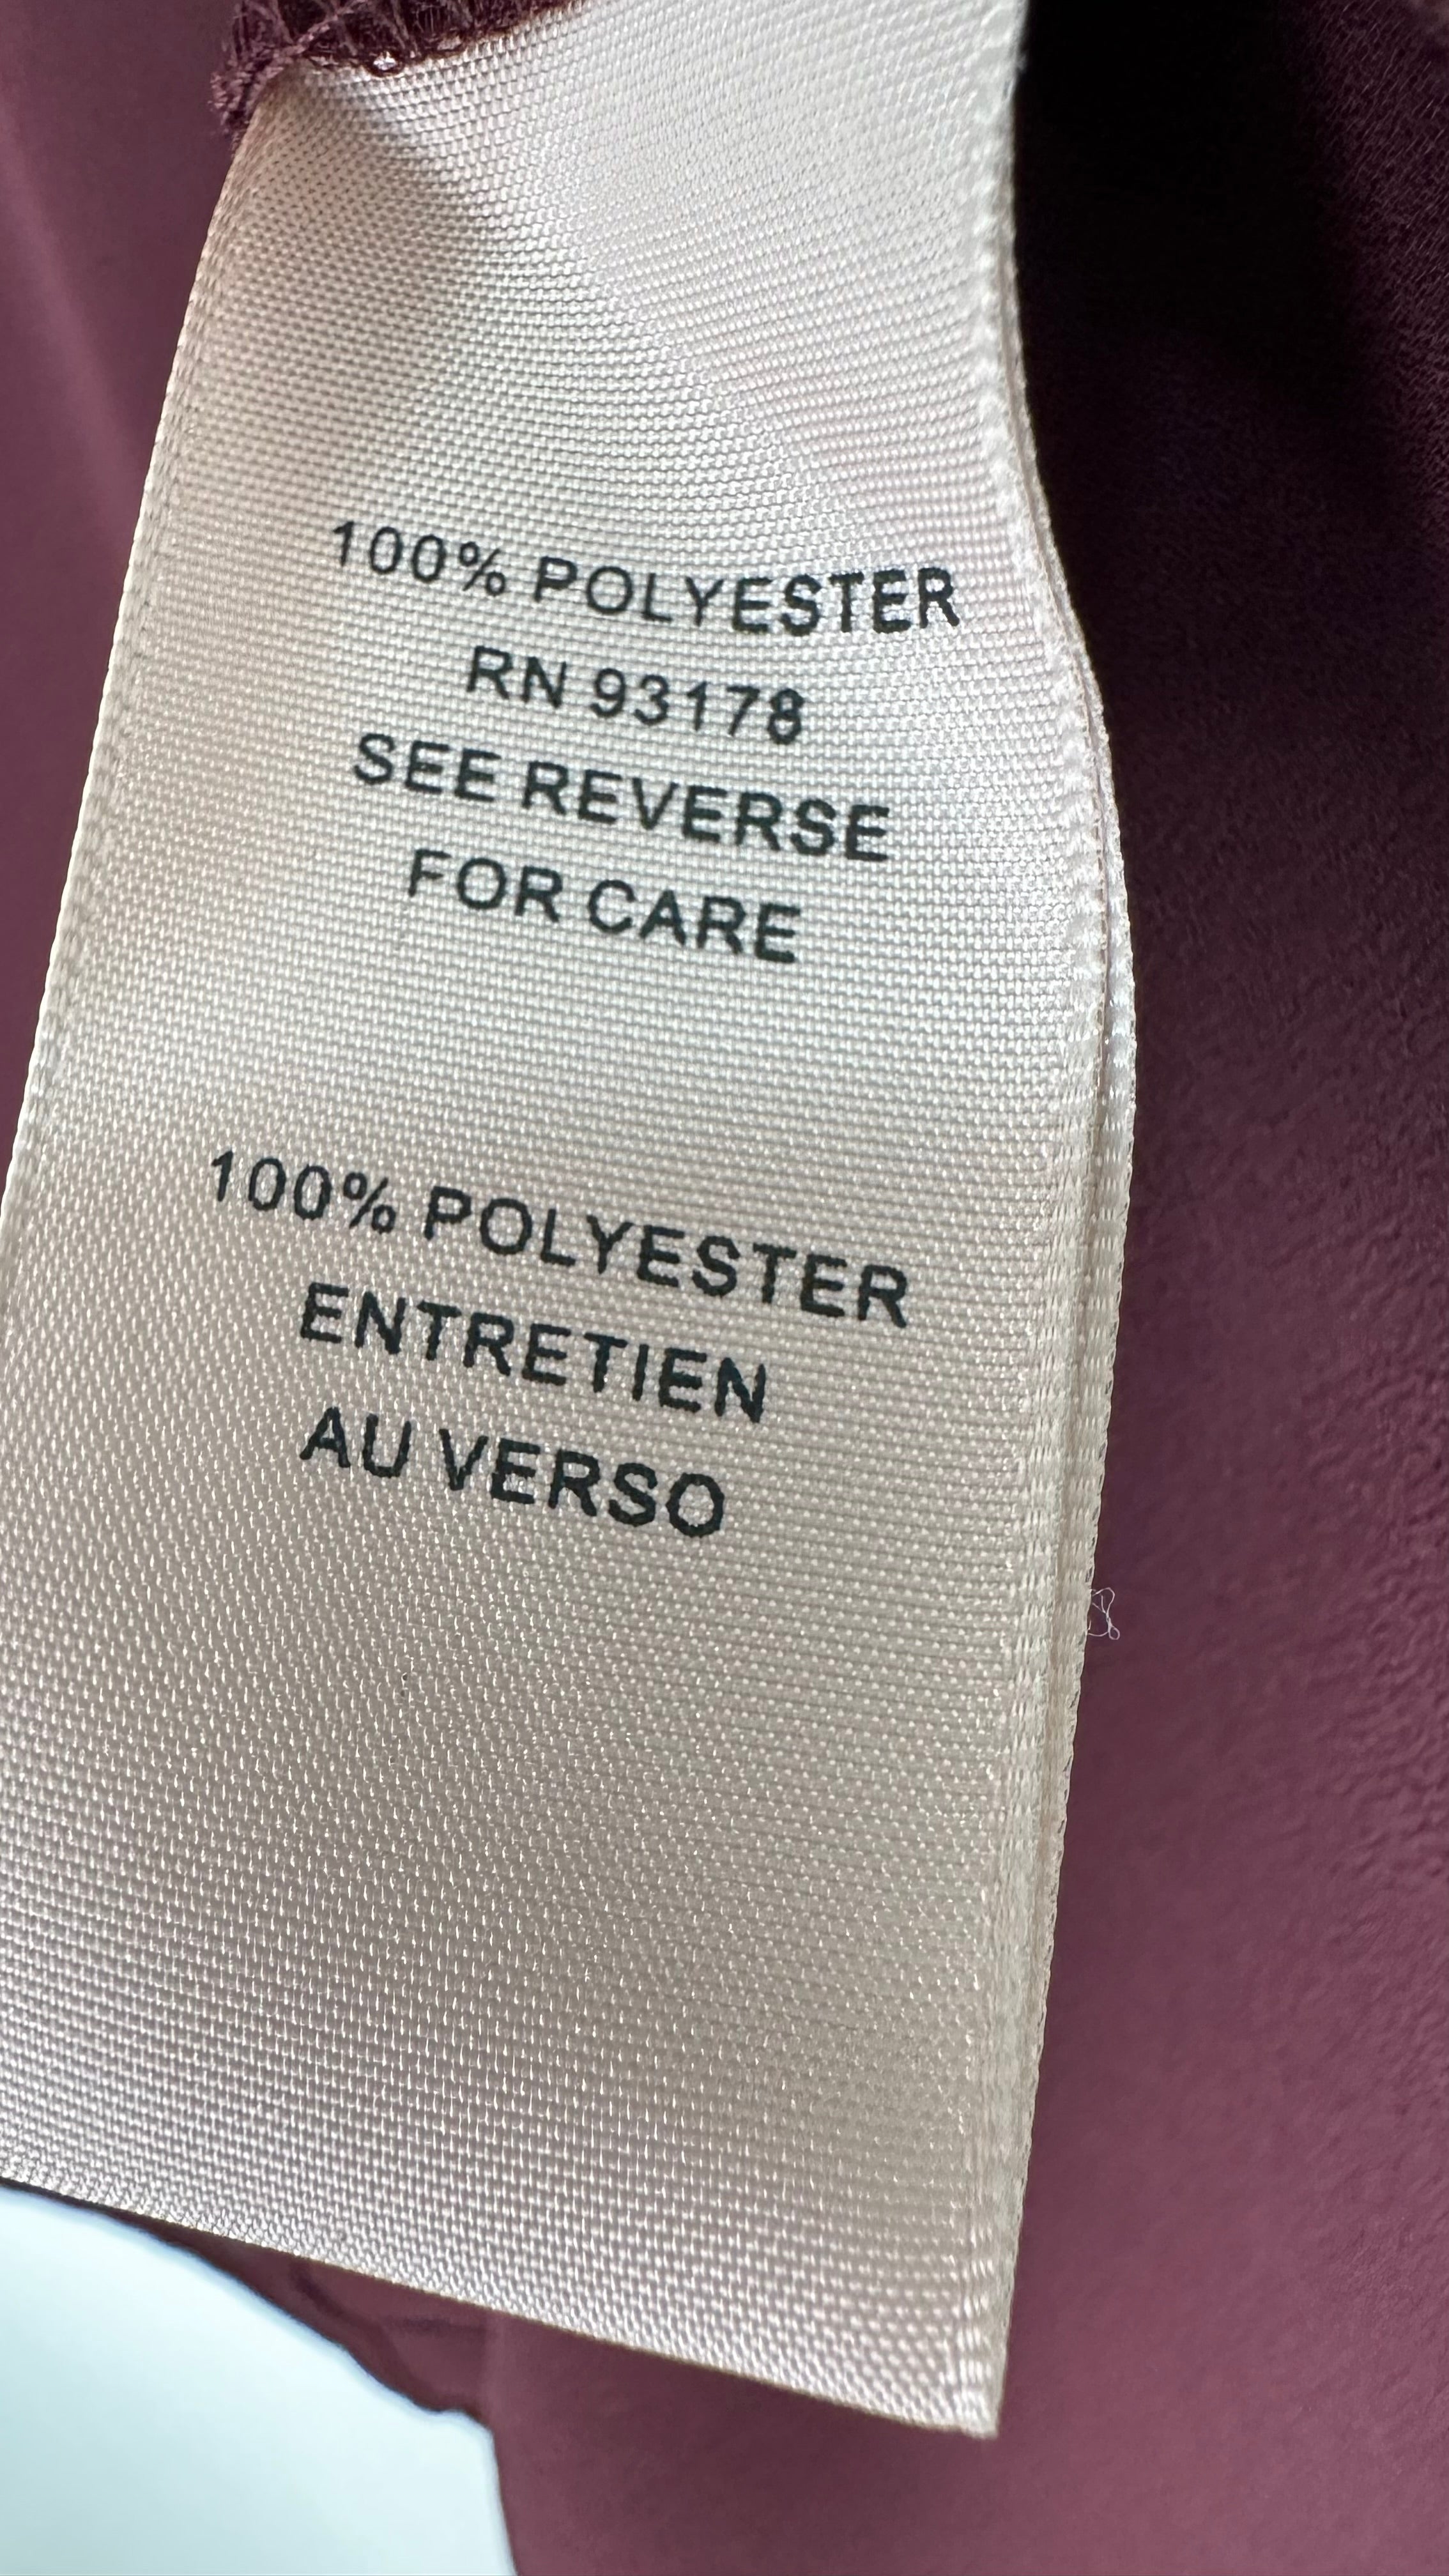 100% POLYESTER
RN 93178
SEE REVERSE
FOR CARE
100% POLYESTER
ENTRETIEN
AU VERSO